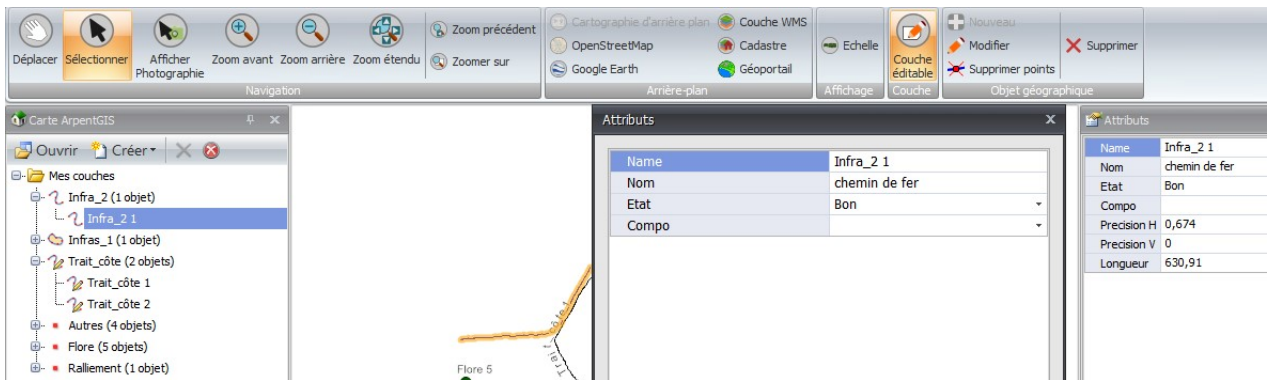 Déplacer
Sélectionner
Afficher
Photographie
Zoom avant
Zoom arrière
Zoom étendu
Zoom précédent
Zoomer sur
Navigation
Cartographie d'arrière plan
OpenStreetMap
Google Earth
Couche WMS
Cadastre
Géoportail
Arrière-plan
Echelle
Affichage
Couche
éditable
Couche
Nouveau
Modifier
Supprimer points
Supprimer
Objet géographique
Carte ArpentGIS
Ouvrir Créer
Mes couches
Infra_2 (1 objet)
Infra_2 1
Infras_1 (1 objet)
Trait_côte (2 objets)
Trait_côte 1
Trait_côte 2
Autres (4 objets)
Flore (5 objets)
Ralliement (1 objet)
côte 1
Trai
Flore 5
Attributs x
Name Infra_2 1
Nom chemin de fer
Etat Bon
Compo
Attributs
Name Infra_2 1
Nom chemin de fer
Etat Bon
Compo
Precision H 0,674
Precision V 0
Longueur 630,91